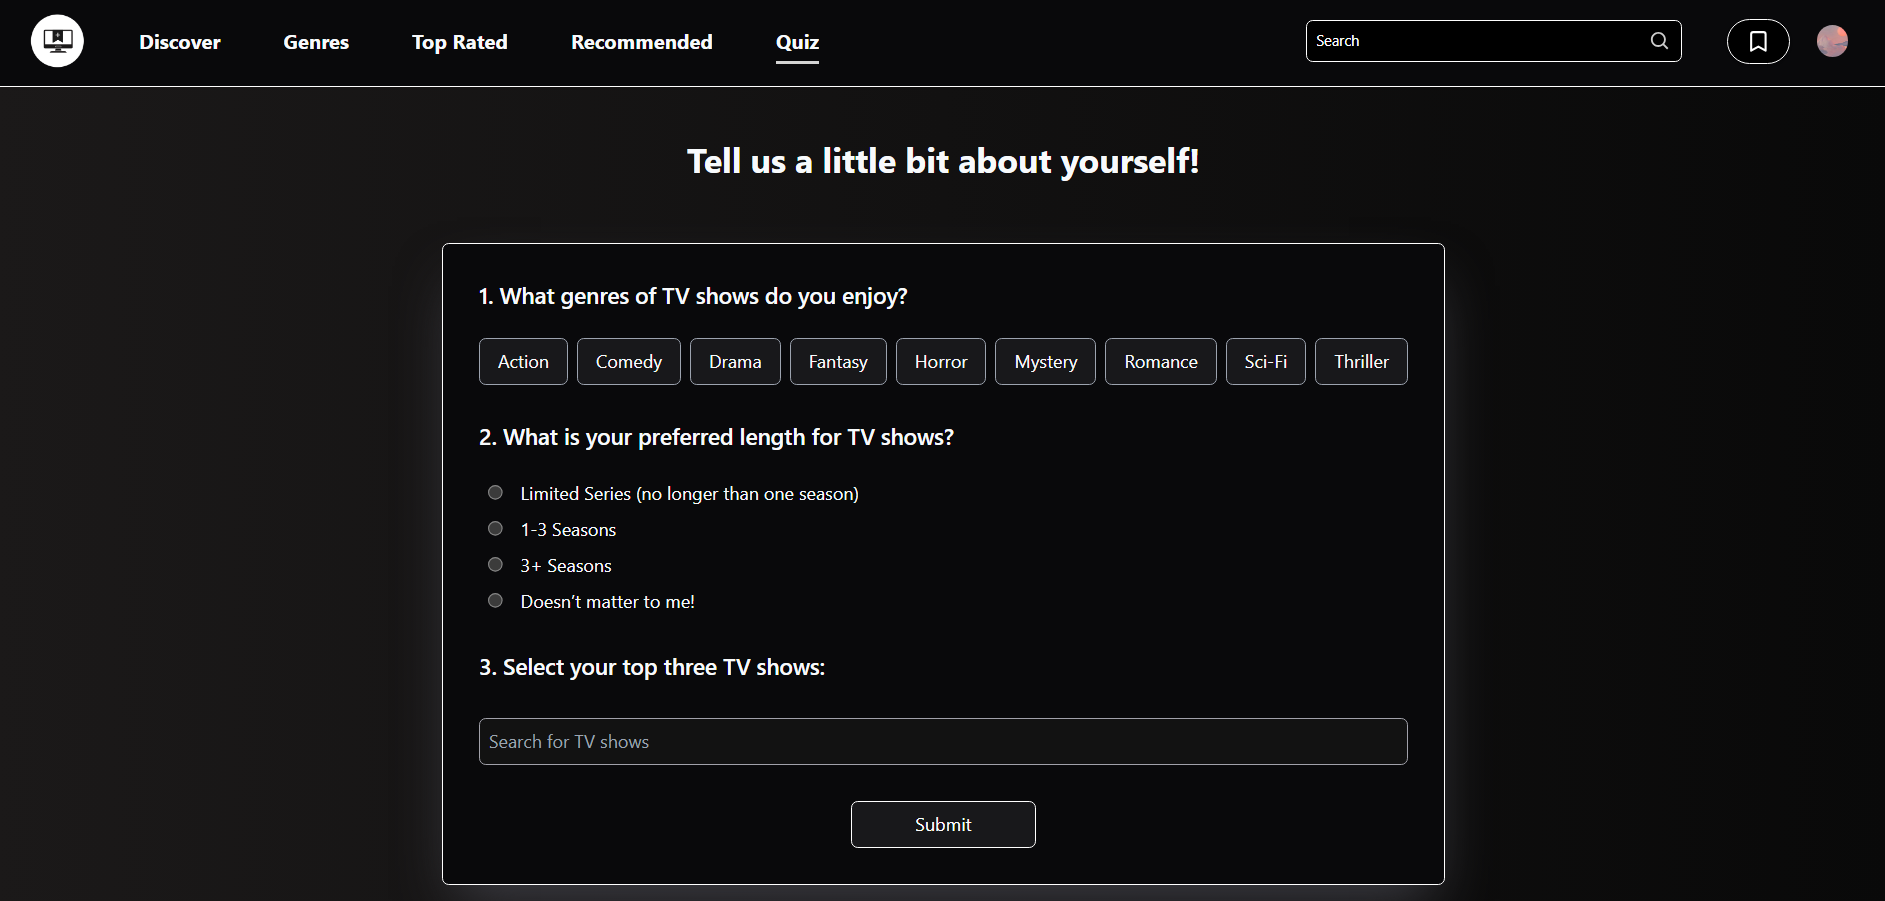 Discover Genres Top Rated Recommended Quiz Search
Tell us a little bit about yourself!
1. What genres of TV shows do you enjoy?
Action Comedy Drama Fantasy Horror Mystery Romance Sci-Fi Thriller
2. What is your preferred length for TV shows?
Limited Series (no longer than one season)
1-3 Seasons
3+ Seasons
Doesn’t matter to me!
3. Select your top three TV shows:
Search for TV shows
Submit